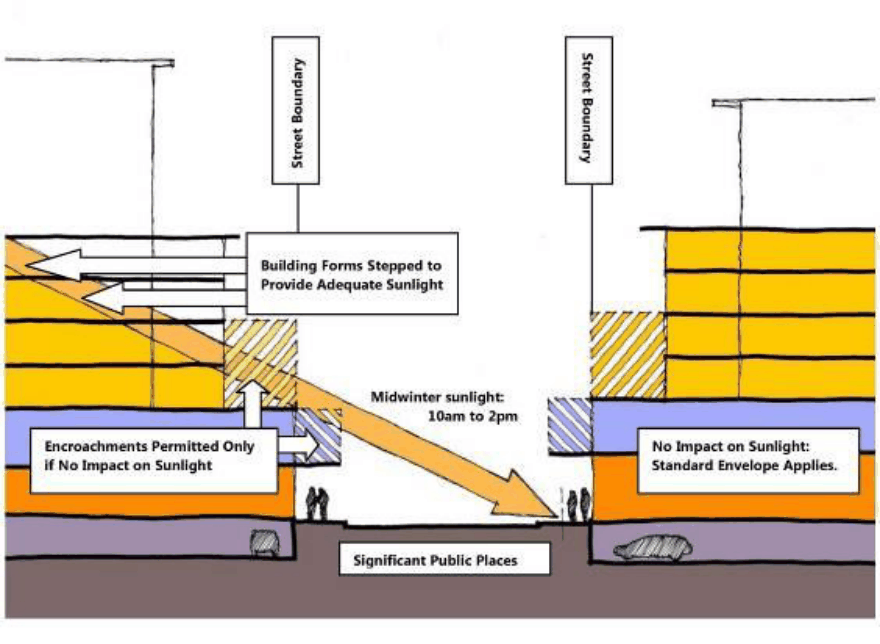 Street Boundary
Street Boundary
Building Forms Stepped to
Provide Adequate Sunlight
Midwinter sunlight:
10am to 2pm
Encroachments Permitted Only
if No Impact on Sunlight
No Impact on Sunlight:
Standard Envelope Applies.
Significant Public Places